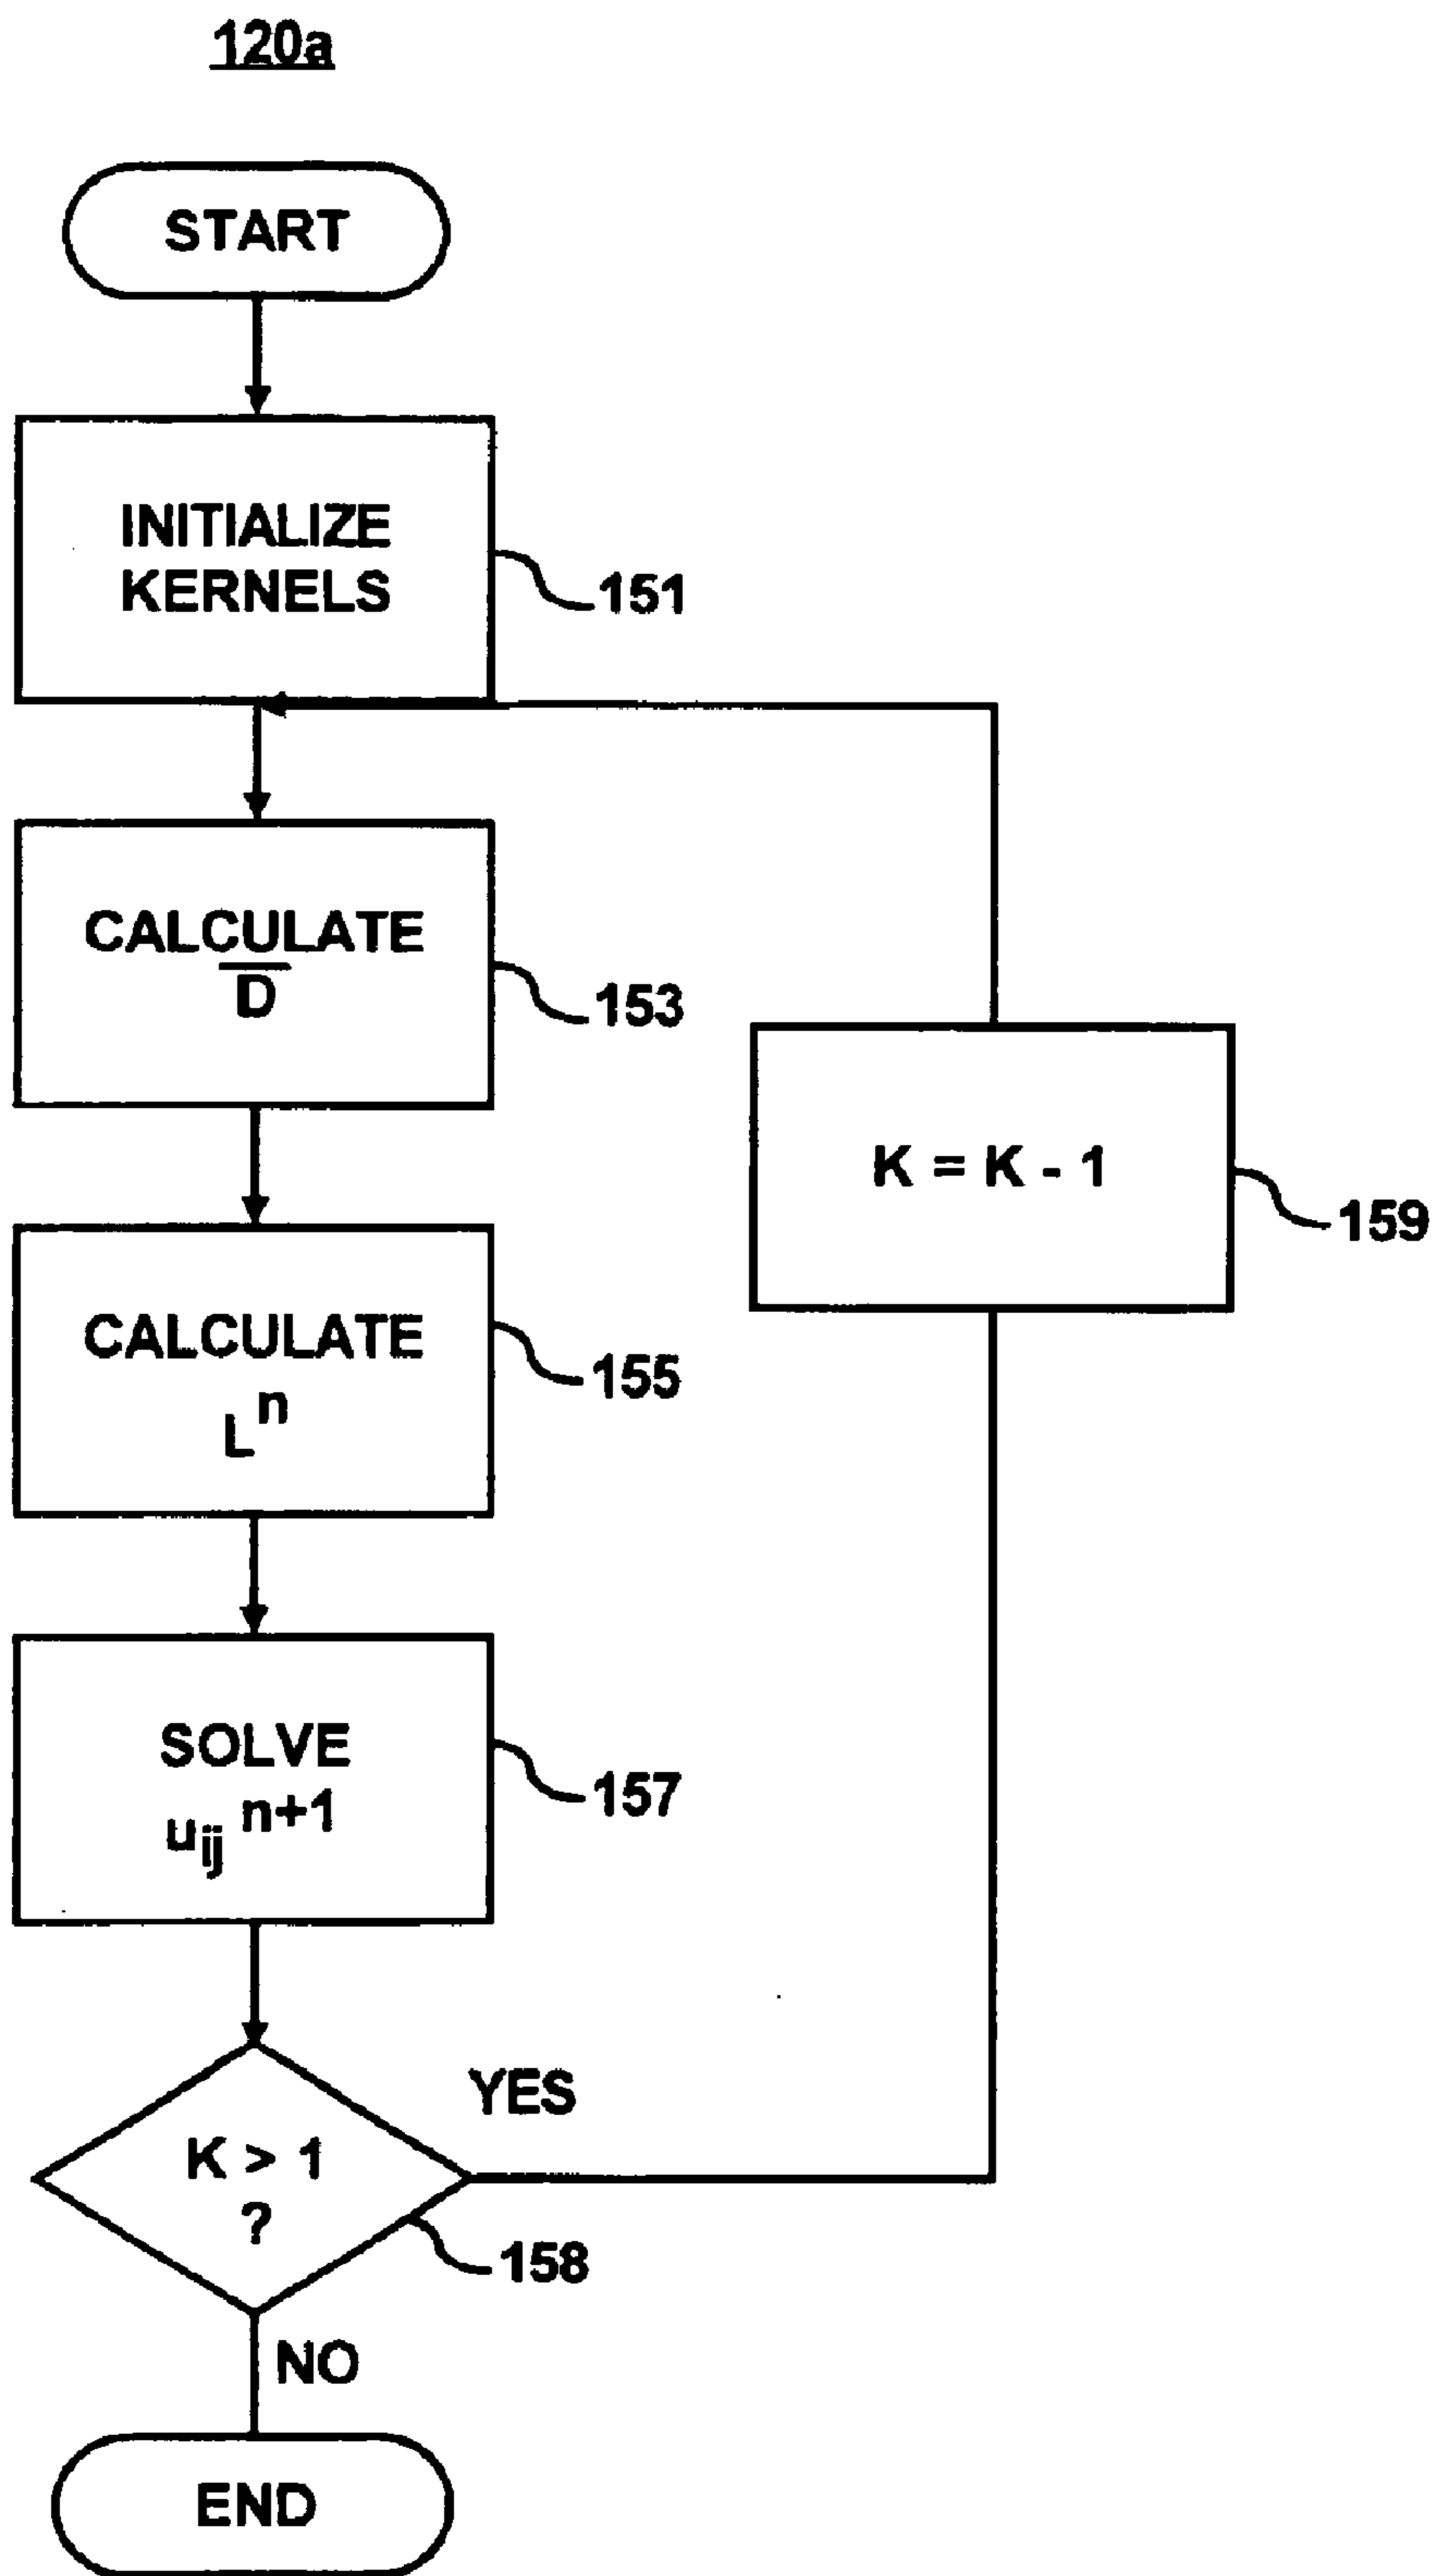 120a
START
INITIALIZE
KERNELS
151
CALCULATE
D̅
153
K = K - 1
159
CALCULATE
L^n
155
SOLVE
u_ij^n+1
157
YES
K > 1
?
158
NO
END